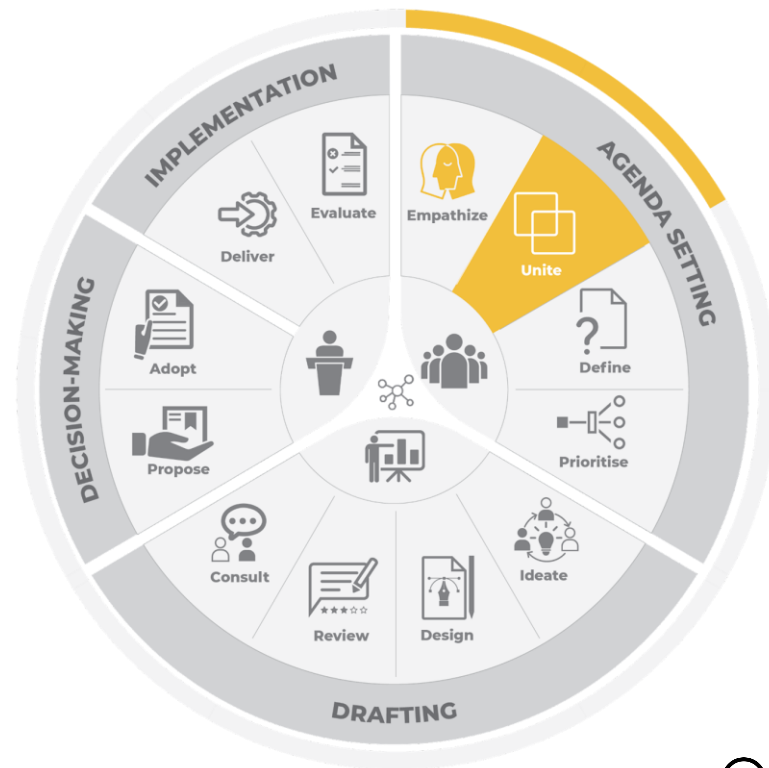 IMPLEMENTATION
AGENDA SETTING
Evaluate
Empathize
Deliver
Unite
DECISION-MAKING
Adopt
Define
Propose
Prioritise
Consult
Ideate
Review
Design
DRAFTING